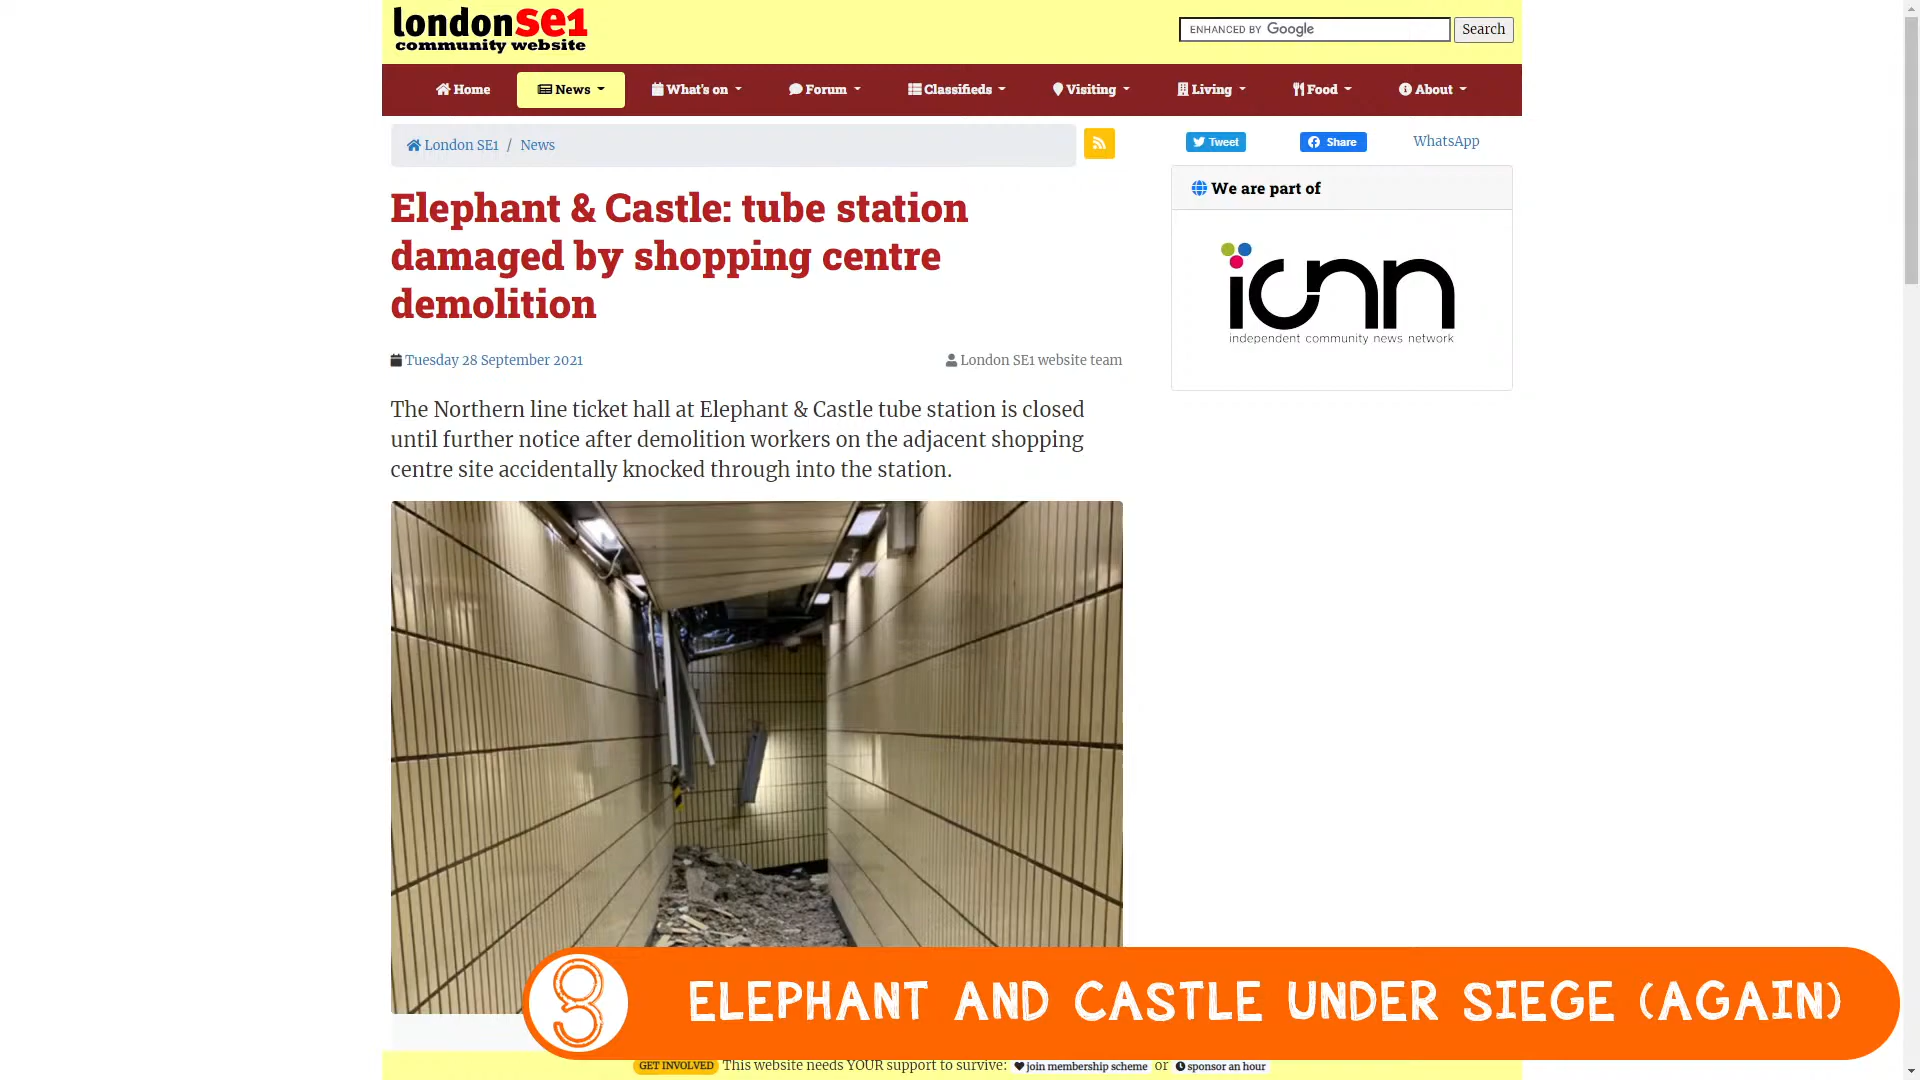 londonSE1
community website
ENHANCED BY Google
Search
Home
News
What's on
Forum
Classifieds
Visiting
Living
Food
About
London SE1 / News
Tweet
Share
WhatsApp
Elephant & Castle: tube station
damaged by shopping centre
demolition
We are part of
icnn
independent community news network
Tuesday 28 September 2021
London SE1 website team
The Northern line ticket hall at Elephant & Castle tube station is closed
until further notice after demolition workers on the adjacent shopping
centre site accidentally knocked through into the station.
8 ELEPHANT AND CASTLE UNDER SIEGE (AGAIN)
GET INVOLVED This website needs YOUR support to survive: join membership scheme or sponsor an hour